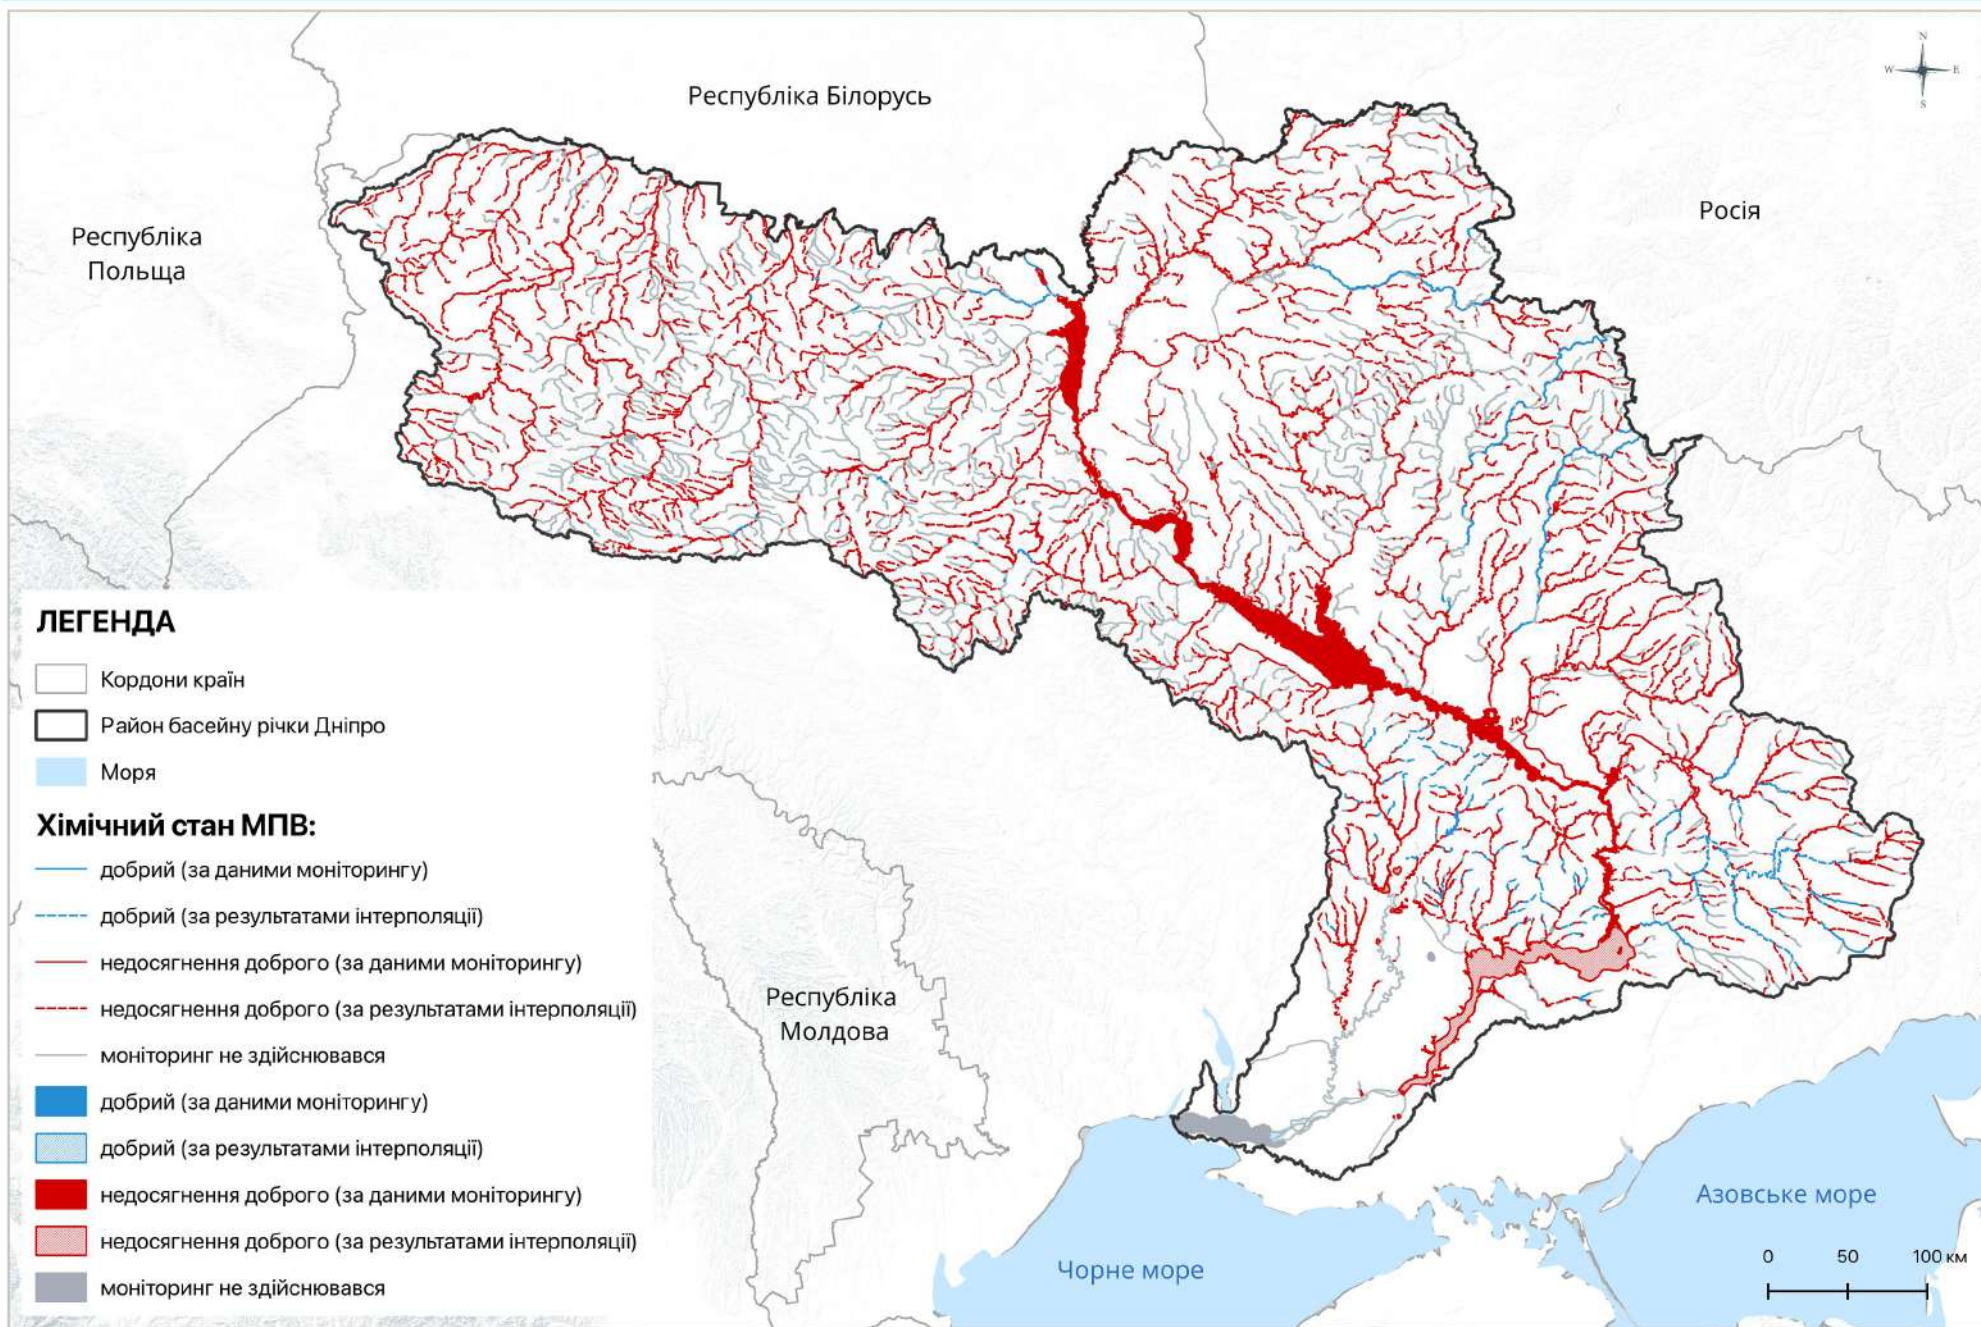 N
W
E
S
Республіка Білорусь
Республіка
Польща
Росія
ЛЕГЕНДА
Кордони країн
Район басейну річки Дніпро
Моря
Хімічний стан МПВ:
добрий (за даними моніторингу)
добрий (за результатами інтерполяції)
недосягнення доброго (за даними моніторингу)
недосягнення доброго (за результатами інтерполяції)
моніторинг не здійснювався
добрий (за даними моніторингу)
добрий (за результатами інтерполяції)
недосягнення доброго (за даними моніторингу)
недосягнення доброго (за результатами інтерполяції)
моніторинг не здійснювався
Республіка
Молдова
Чорне море
Азовське море
0 50 100 км